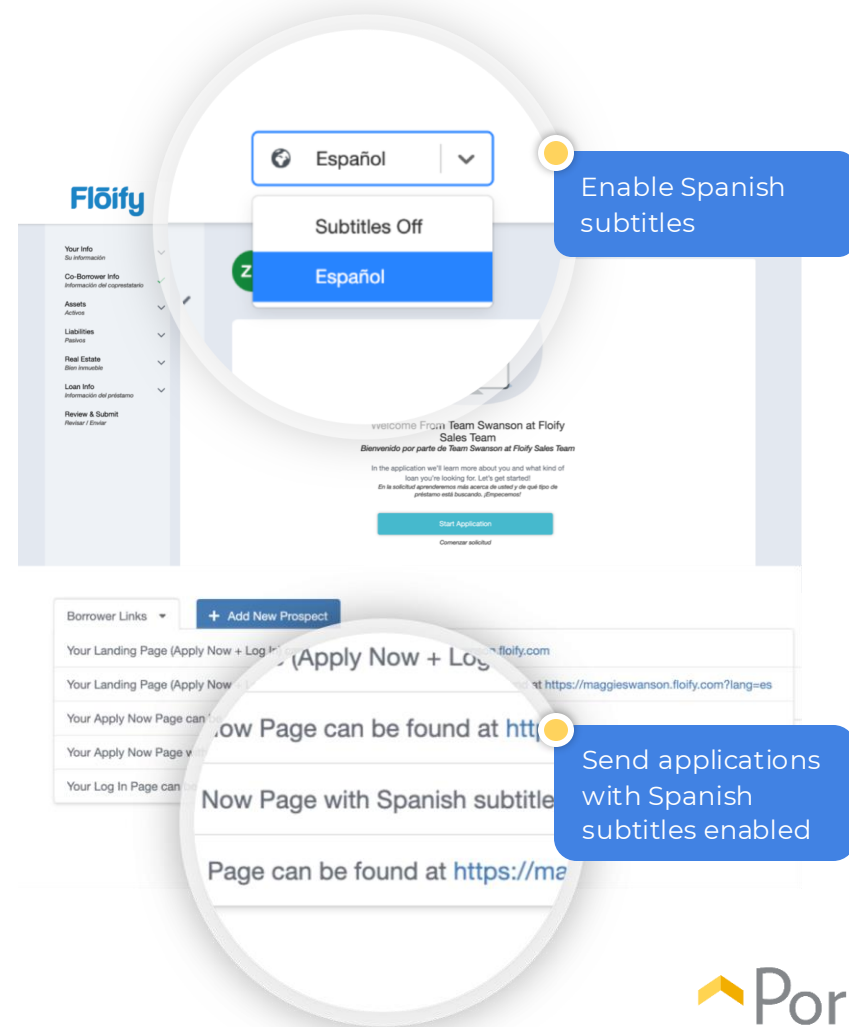 Español
Subtitles Off
Español
Enable Spanish
subtitles
Flōify
Your Info
Su información
Co-Borrower Info
Información del coprestatario
Assets
Activos
Liabilities
Pasivos
Real Estate
Bien inmueble
Loan Info
Información del préstamo
Review & Submit
Revisar / Enviar
Z
Welcome From Team Swanson at Floify
Sales Team
Bienvenido por parte de Team Swanson at Floify Sales Team
In the application we'll learn more about you and what kind of
loan you're looking for. Let's get started!
En la solicitud aprenderemos más acerca de usted y de qué tipo de
préstamo está buscando. ¡Empecemos!
Start Application
Comenzar solicitud
Borrower Links
+ Add New Prospect
Your Landing Page (Apply Now + Log In) floify.com
Your Landing Page (Apply Now at https://maggieswanson.floify.com?lang=es
Your Apply Now Page can
Your Apply Now Page
Your Log In Page can
(Apply Now + Log
ow Page can be found at http
Now Page with Spanish subtitle
Page can be found at https://ma
Send applications
with Spanish
subtitles enabled
Por